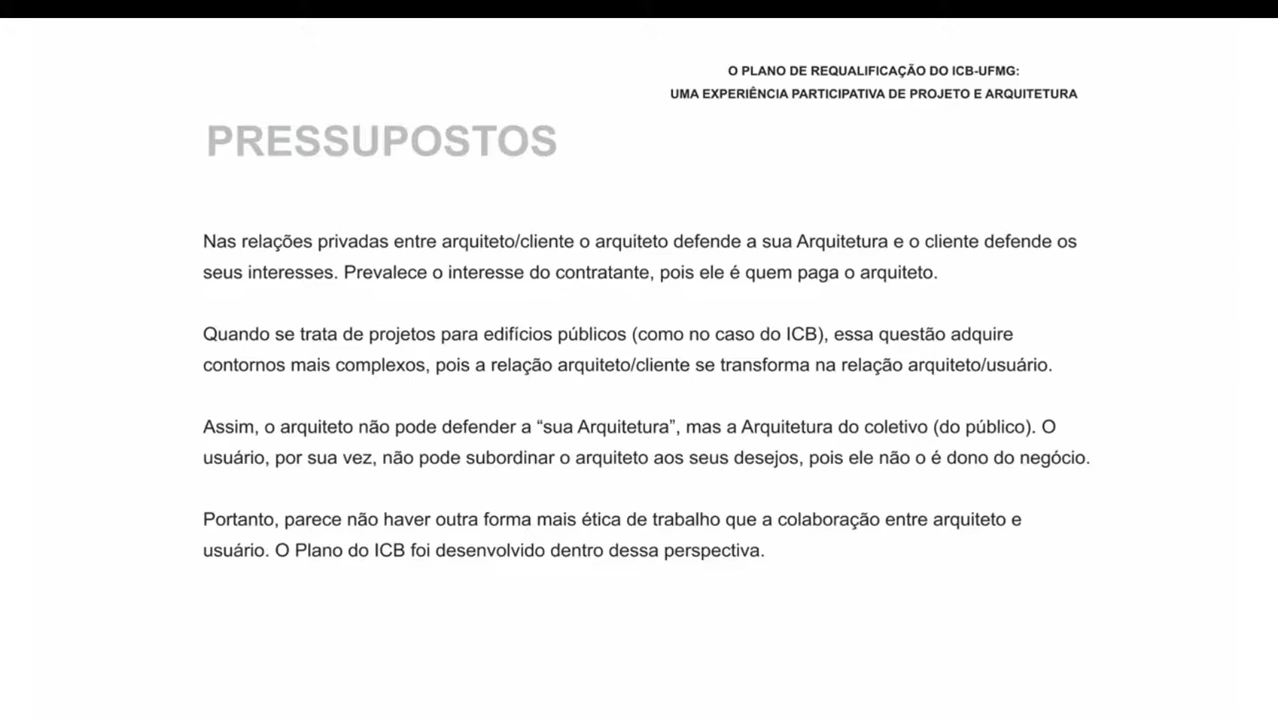 O PLANO DE REQUALIFICAÇÃO DO ICB-UFMG:
UMA EXPERIÊNCIA PARTICIPATIVA DE PROJETO E ARQUITETURA
PRESSUPOSTOS
Nas relações privadas entre arquiteto/cliente o arquiteto defende a sua Arquitetura e o cliente defende os
seus interesses. Prevalece o interesse do contratante, pois ele é quem paga o arquiteto.
Quando se trata de projetos para edifícios públicos (como no caso do ICB), essa questão adquire
contornos mais complexos, pois a relação arquiteto/cliente se transforma na relação arquiteto/usuário.
Assim, o arquiteto não pode defender a “sua Arquitetura”, mas a Arquitetura do coletivo (do público). O
usuário, por sua vez, não pode subordinar o arquiteto aos seus desejos, pois ele não o é dono do negócio.
Portanto, parece não haver outra forma mais ética de trabalho que a colaboração entre arquiteto e
usuário. O Plano do ICB foi desenvolvido dentro dessa perspectiva.